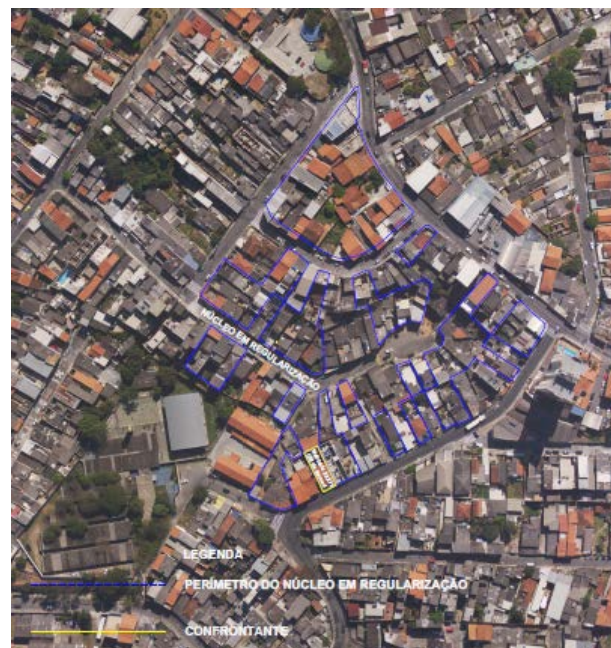 NÚCLEO EM REGULARIZAÇÃO
LEGENDA
PERÍMETRO DO NÚCLEO EM REGULARIZAÇÃO
CONFRONTANTE